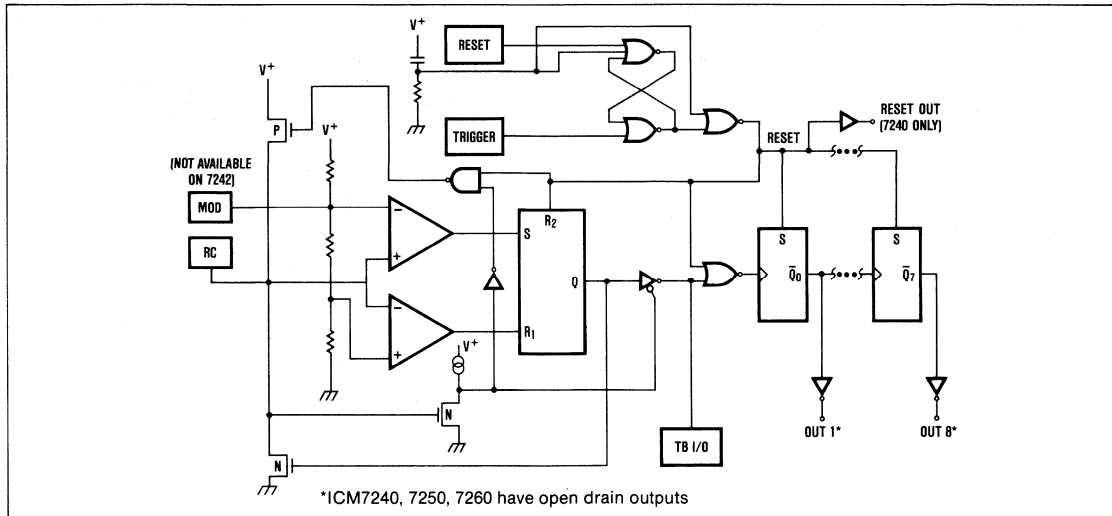 V+
RESET
V+
P
V+
TRIGGER
RESET
RESET OUT
(7240 ONLY)
(NOT AVAILABLE
ON 7242)
MOD
RC
−
+
−
+
S
R2
Q
R1
S
Q̅0
S
Q̅7
V+
N
N
TB I/O
OUT 1*
OUT 8*
*ICM7240, 7250, 7260 have open drain outputs